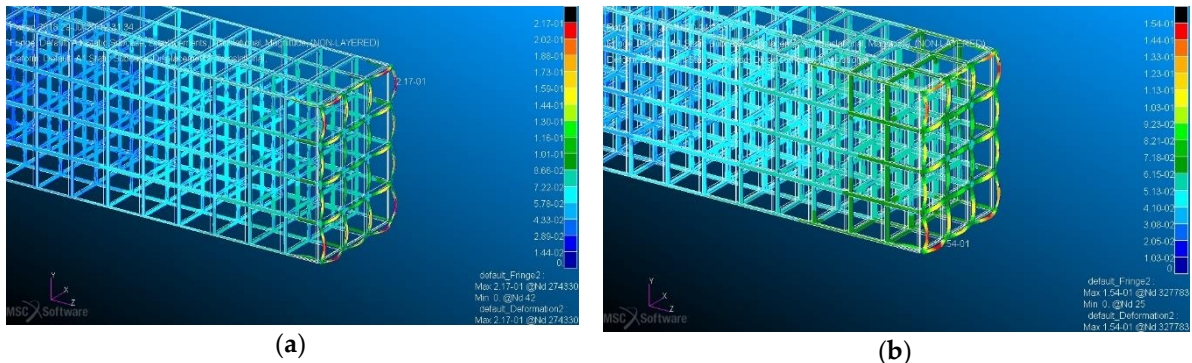 2.17-01
2.02-01
1.88-01
1.73-01
1.59-01
1.44-01
1.30-01
1.16-01
1.01-01
8.66-02
7.22-02
5.78-02
4.33-02
2.89-02
1.44-02
0.
2.17-01
Y
X
Z
MSC Software
default_Fringe2 :
Max 2.17-01 @Nd 274330
Min 0. @Nd 42
default_Deformation2 :
Max 2.17-01 @Nd 274330
(a)
1.54-01
1.44-01
1.33-01
1.23-01
1.13-01
1.03-01
9.23-02
8.21-02
7.18-02
6.15-02
5.13-02
4.10-02
3.08-02
2.05-02
1.03-02
0.
54-01
Y
X
Z
MSC Software
default_Fringe2 :
Max 1.54-01 @Nd 327783
Min 0. @Nd 25
default_Deformation2 :
Max 1.54-01 @Nd 327783
(b)